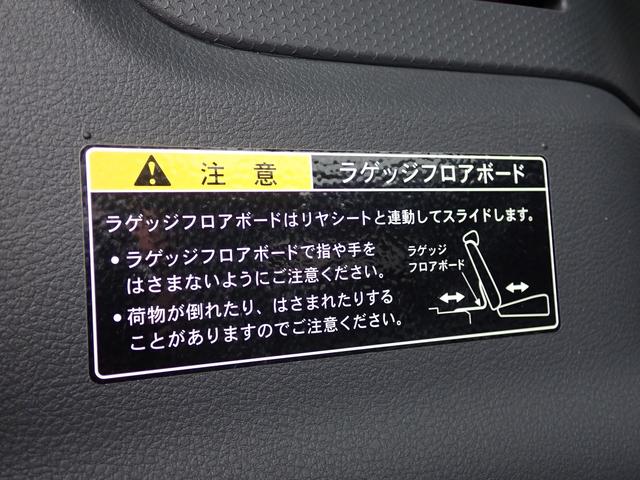 注意 ラゲッジフロアボード
ラゲッジフロアボードはリヤシートと連動してスライドします。
• ラゲッジフロアボードで指や手を
はさまないようにご注意ください。
• 荷物が倒れたり、はさまれたりする
ことがありますのでご注意ください。
ラゲッジ
フロアボード